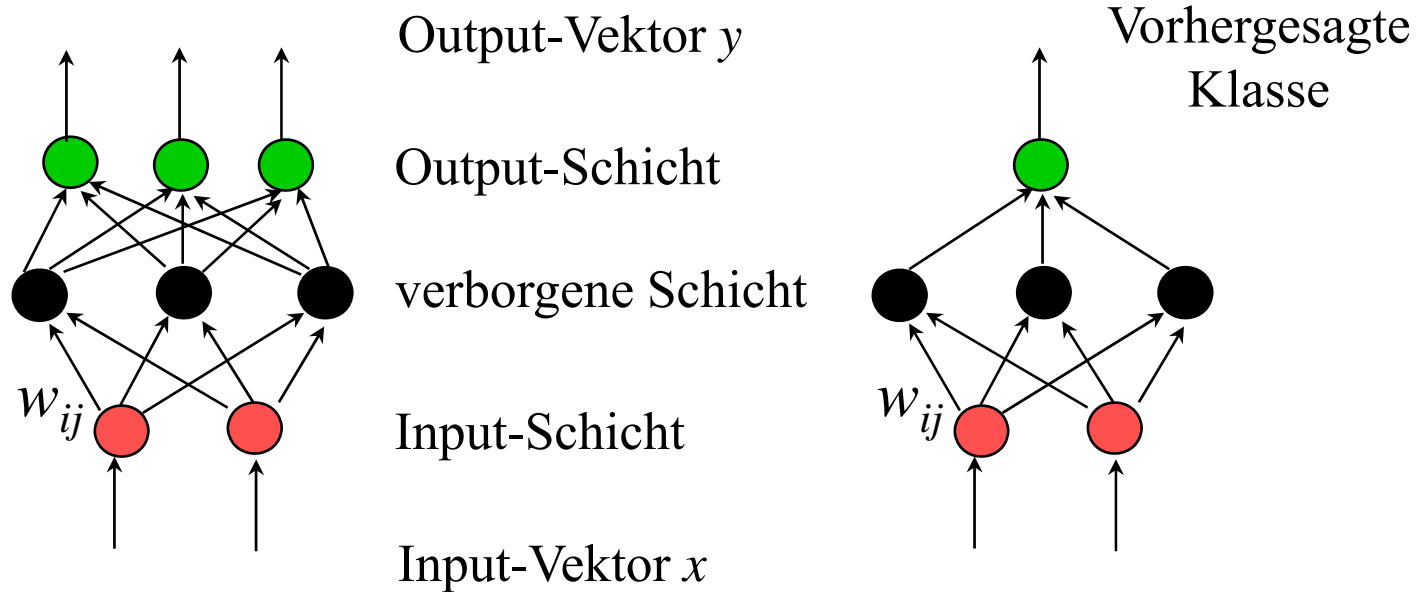 Output-Vektor y
Vorhergesagte
Klasse
Output-Schicht
verborgene Schicht
w_ij
w_ij
Input-Schicht
Input-Vektor x